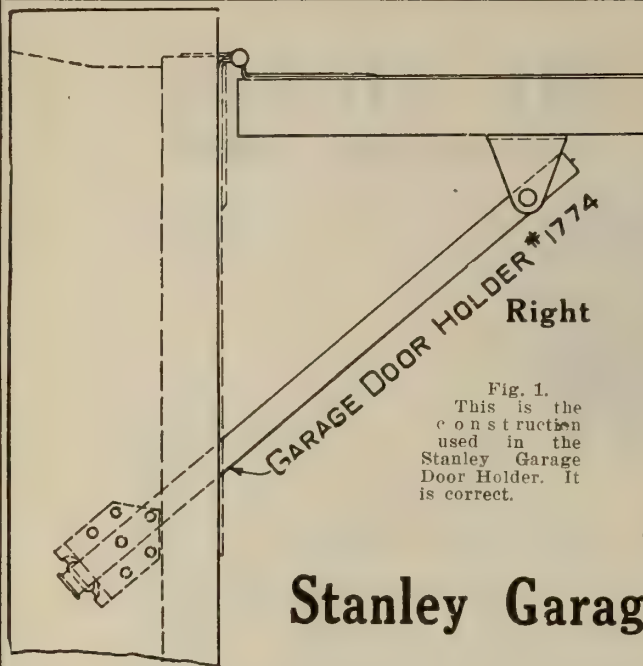 GARAGE DOOR HOLDER #1774
Right
Fig. 1.
This is the
construction
used in the
Stanley Garage
Door Holder. It
is correct.
Stanley Garag